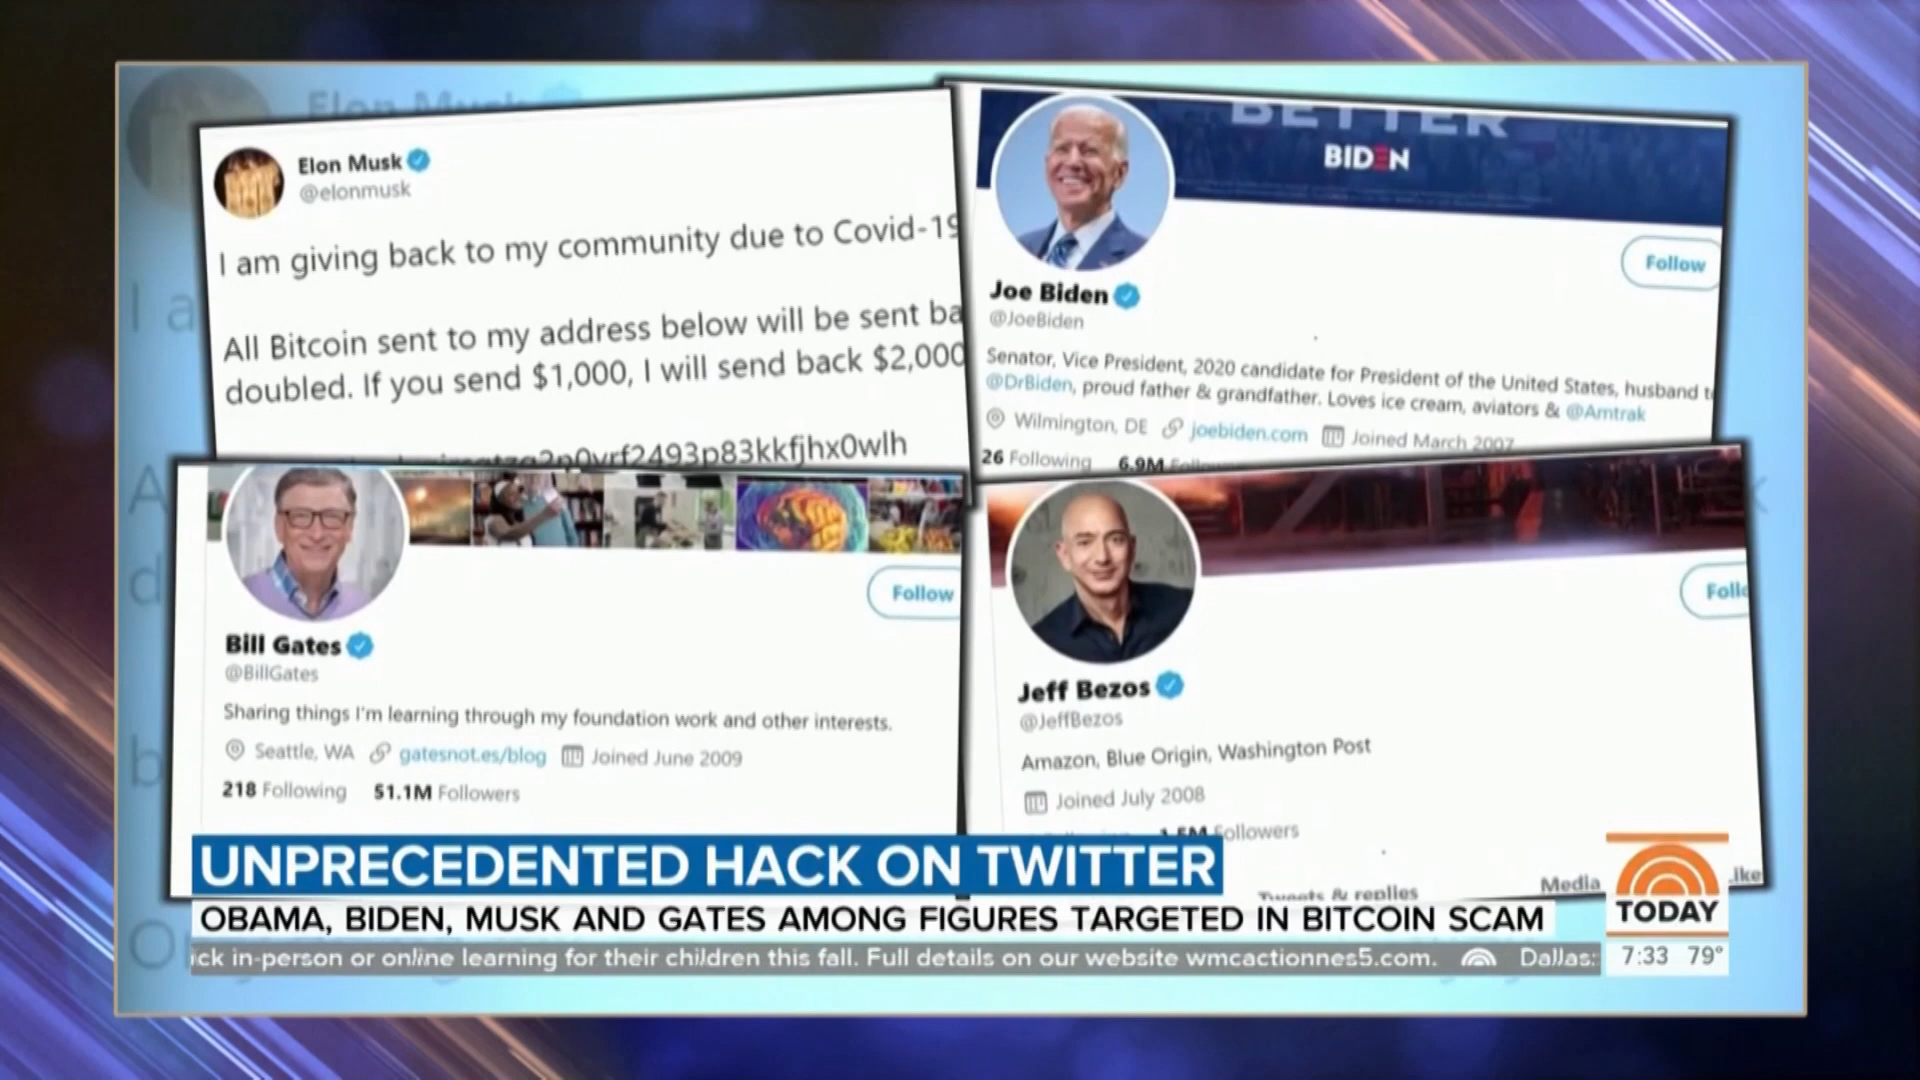 Elon Musk
@elonmusk
I am giving back to my community due to Covid-19
All Bitcoin sent to my address below will be sent ba
doubled. If you send $1,000, I will send back $2,000
BETTER
BIDEN
Follow
Joe Biden
@JoeBiden
Senator, Vice President, 2020 candidate for President of the United States, husband t
@DrBiden, proud father & grandfather. Loves ice cream, aviators & @Amtrak
Wilmington, DE joebiden.com Joined March 2007
26 Following 6.9M
Follow
Bill Gates
@BillGates
Sharing things I'm learning through my foundation work and other interests.
Seattle, WA gatesnot.es/blog Joined June 2009
218 Following 51.1M Followers
Follo
Jeff Bezos
@JeffBezos
Amazon, Blue Origin, Washington Post
Joined July 2008
Followers
Tweets & replies Media
UNPRECEDENTED HACK ON TWITTER
OBAMA, BIDEN, MUSK AND GATES AMONG FIGURES TARGETED IN BITCOIN SCAM
ick in-person or online learning for their children this fall. Full details on our website wmcactionnes5.com. Dallas:
TODAY
7:33 79°